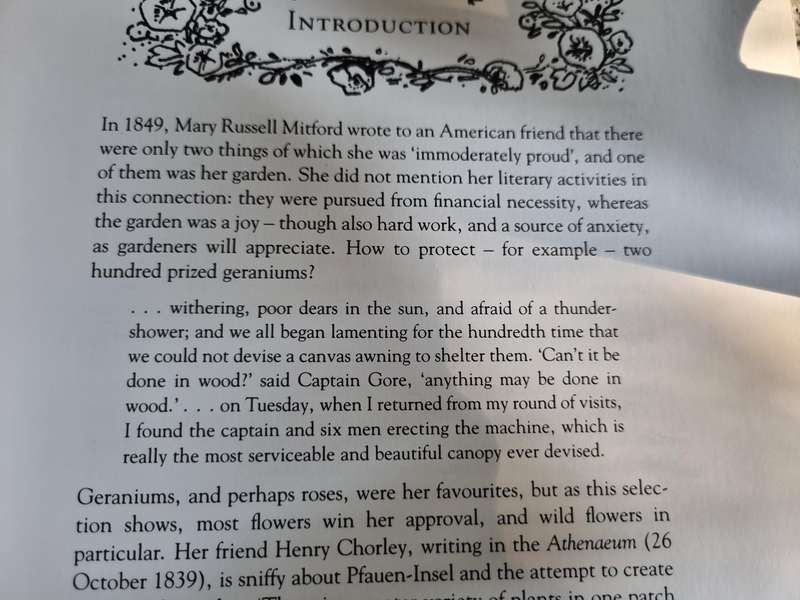 INTRODUCTION
In 1849, Mary Russell Mitford wrote to an American friend that there
were only two things of which she was ‘immoderately proud’, and one
of them was her garden. She did not mention her literary activities in
this connection: they were pursued from financial necessity, whereas
the garden was a joy – though also hard work, and a source of anxiety,
as gardeners will appreciate. How to protect – for example – two
hundred prized geraniums?
. . . withering, poor dears in the sun, and afraid of a thunder-
shower; and we all began lamenting for the hundredth time that
we could not devise a canvas awning to shelter them. ‘Can’t it be
done in wood?’ said Captain Gore, ‘anything may be done in
wood.’ . . . on Tuesday, when I returned from my round of visits,
I found the captain and six men erecting the machine, which is
really the most serviceable and beautiful canopy ever devised.
Geraniums, and perhaps roses, were her favourites, but as this selec-
tion shows, most flowers win her approval, and wild flowers in
particular. Her friend Henry Chorley, writing in the Athenaeum (26
October 1839), is sniffy about Pfauen-Insel and the attempt to create
variety of plants in one patch